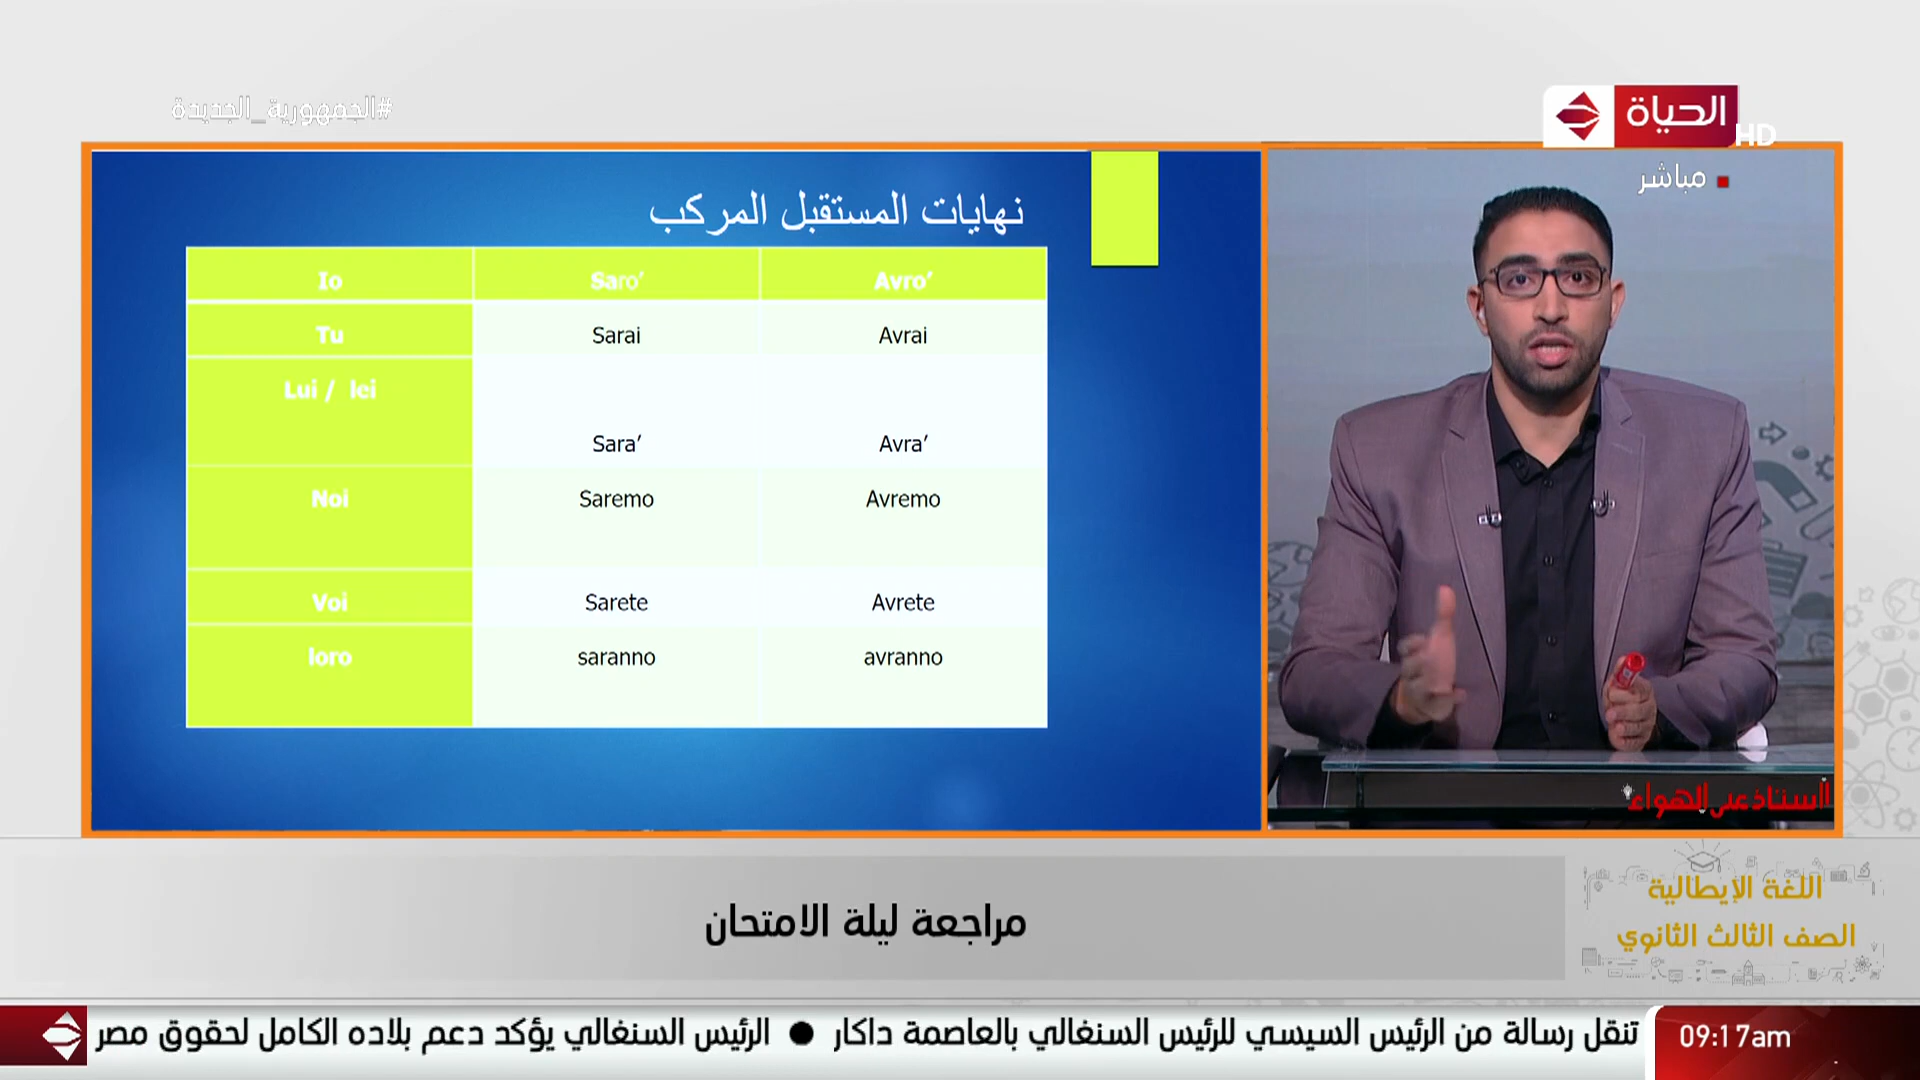 #الجمهورية_الجديدة
الحياة
HD
مباشر
نهايات المستقبل المركب
Io Saro’ Avro’
Tu Sarai Avrai
Lui / lei Sara’ Avra’
Noi Saremo Avremo
Voi Sarete Avrete
loro saranno avranno
أستاذ على الهواء
مراجعة ليلة الامتحان
اللغة الإيطالية
الصف الثالث الثانوي
تنقل رسالة من الرئيس السيسي للرئيس السنغالي بالعاصمة داكار ● الرئيس السنغالي يؤكد دعم بلاده الكامل لحقوق مصر
09:17am